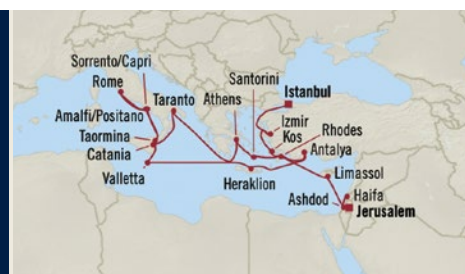 Sorrento/Capri
Rome
Santorini
Taranto
Athens
Istanbul
Amalfi/Positano
Izmir
Taormina
Kos
Rhodes
Catania
Antalya
Valletta
Limassol
Heraklion
Haifa
Ashdod
Jerusalem